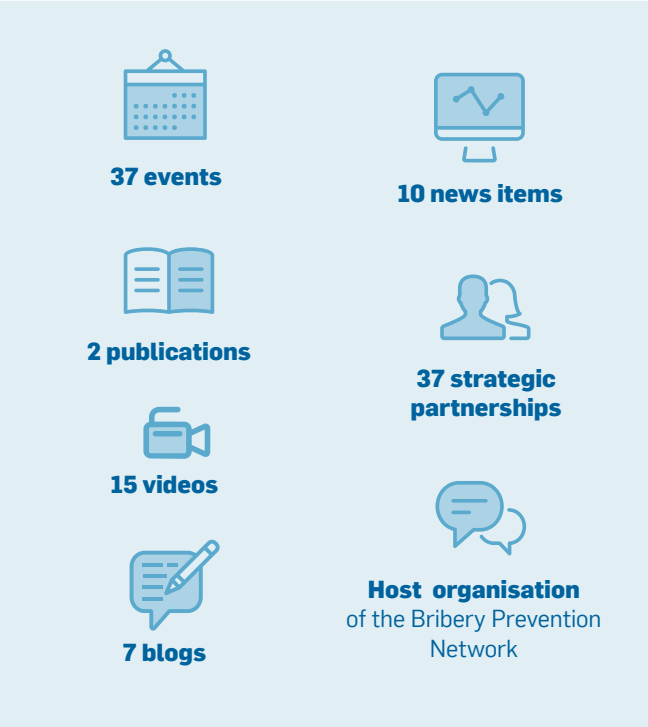 37 events
2 publications
15 videos
7 blogs
10 news items
37 strategic
partnerships
Host organisation
of the Bribery Prevention
Network